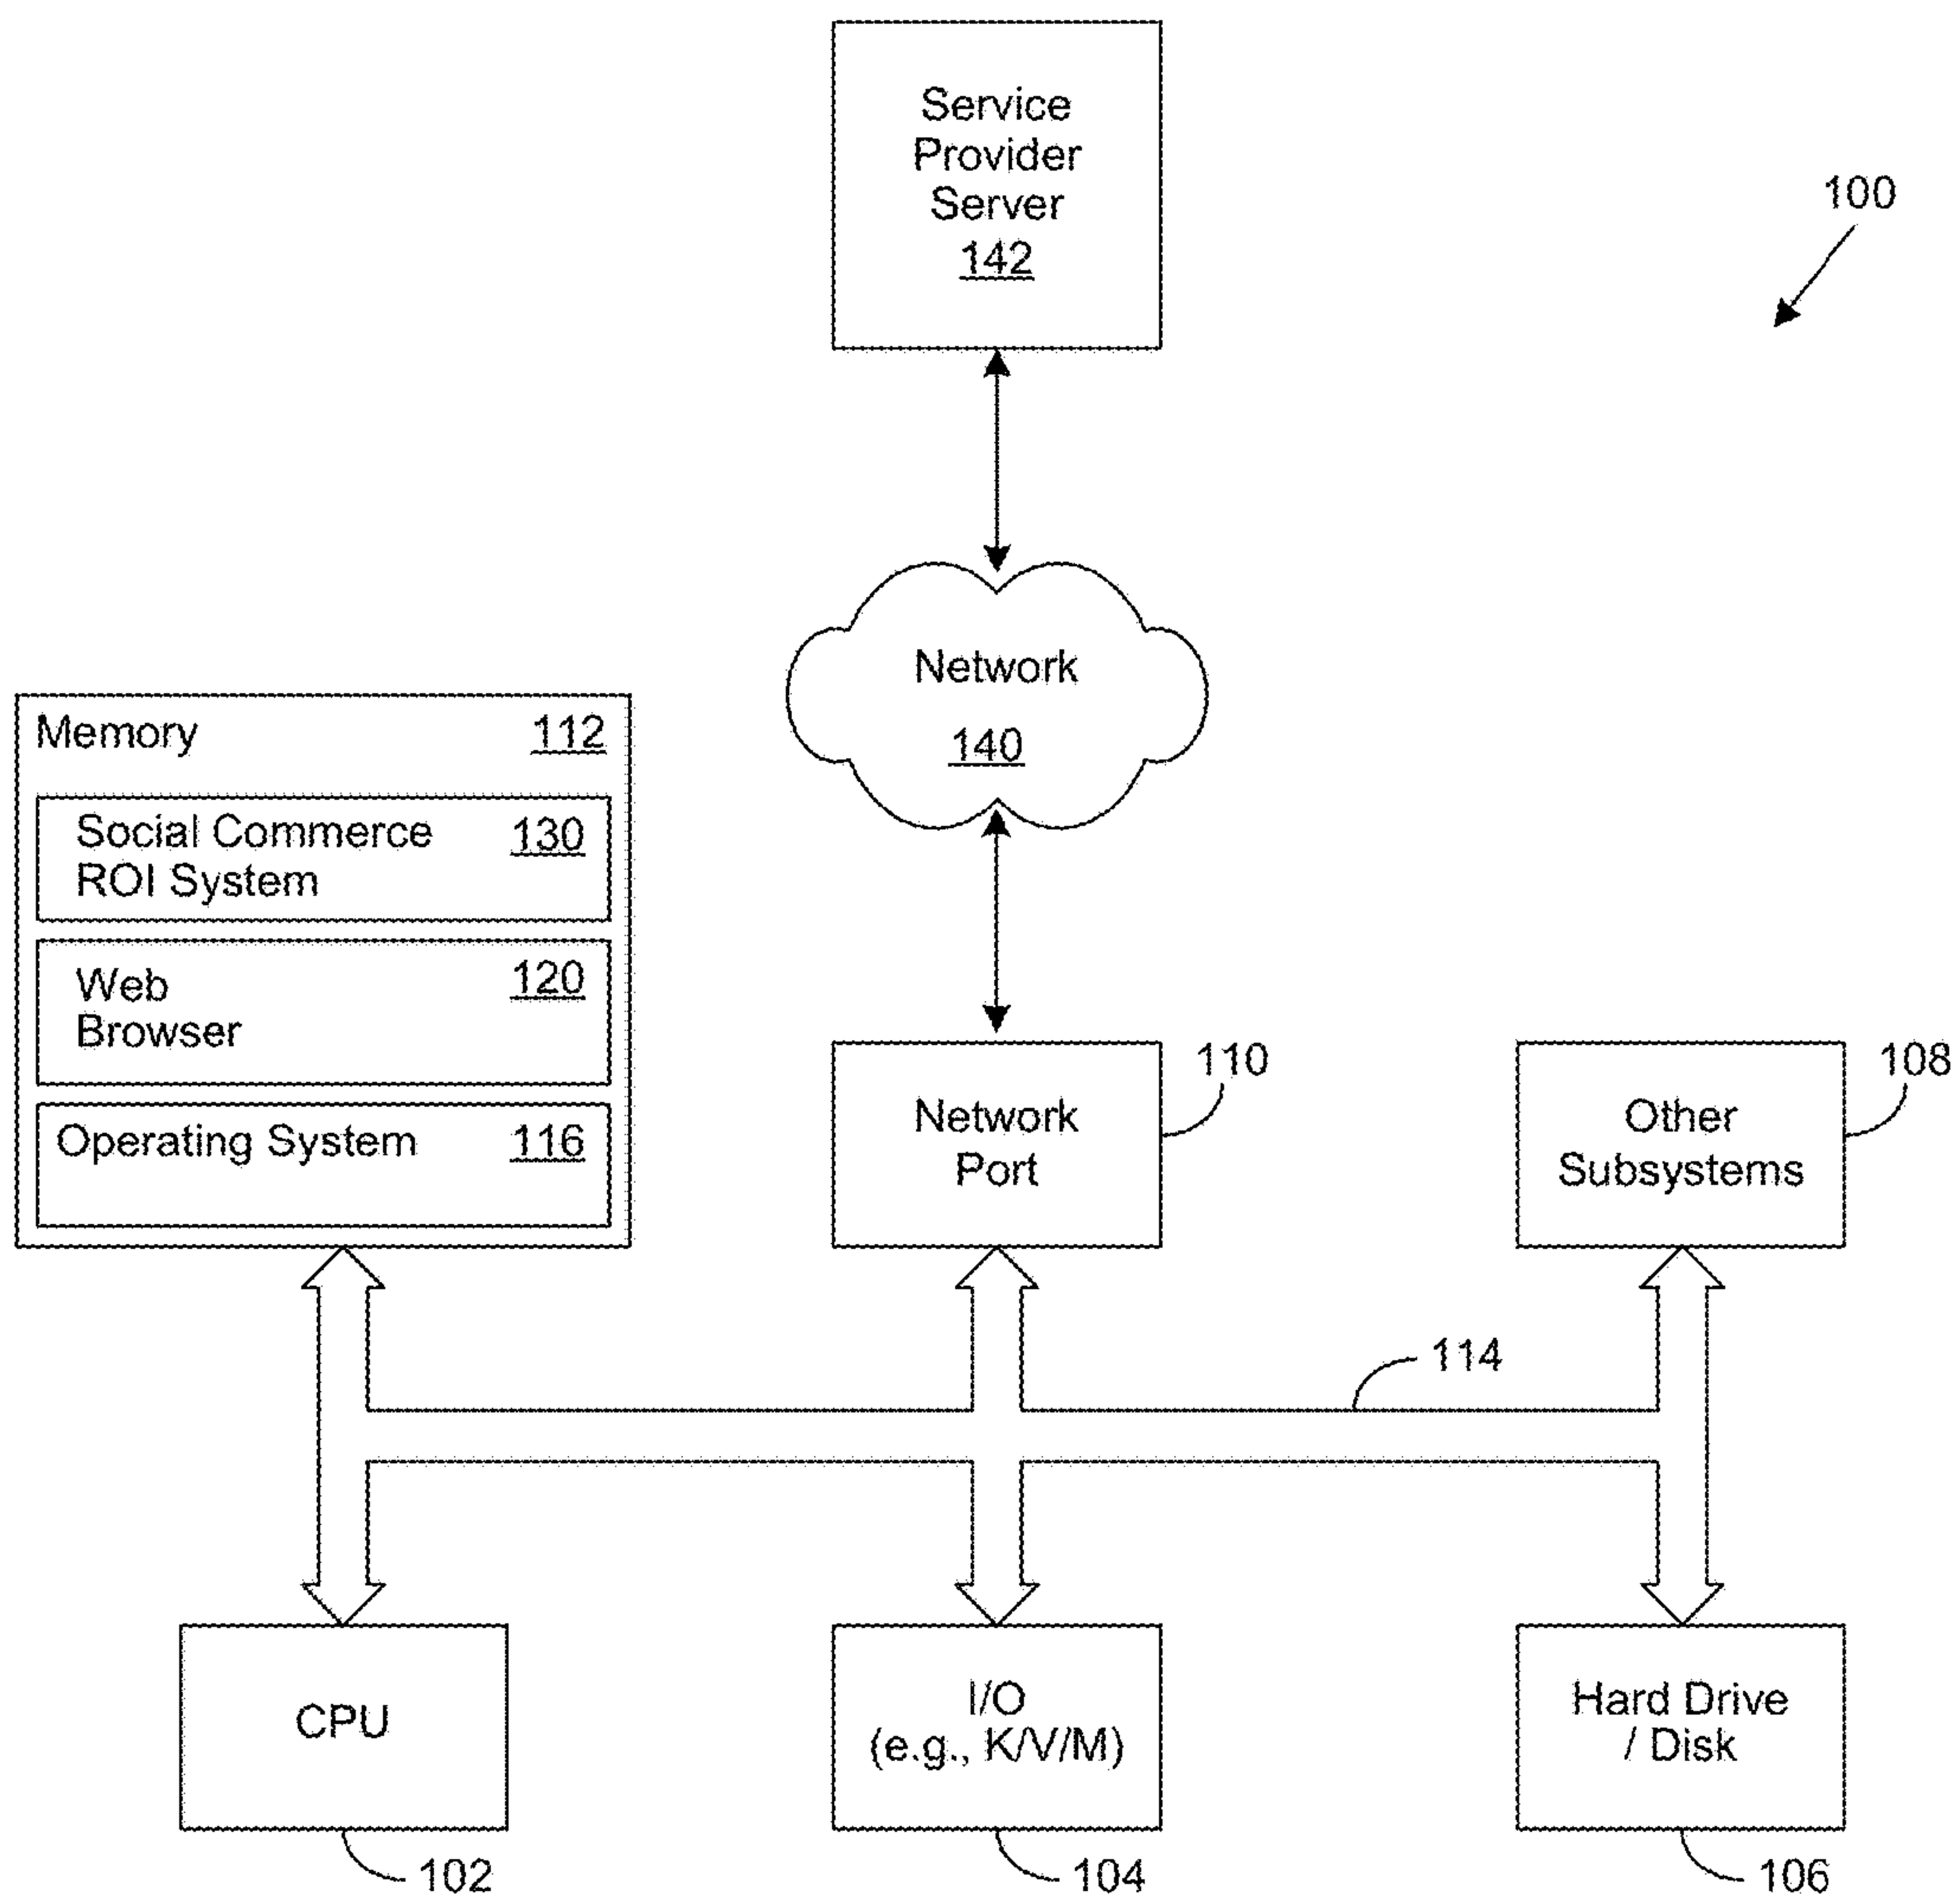 Service
Provider
Server
142
100
Network
140
Memory 112
Social Commerce 130
ROI System
Web 120
Browser
Operating System 116
Network
Port
110
Other
Subsystems
108
114
CPU
102
I/O
(e.g., K/V/M)
104
Hard Drive
/ Disk
106